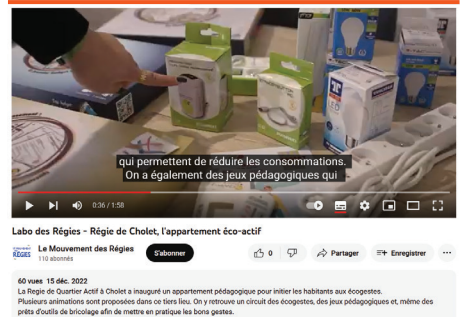 LED
qui permettent de réduire les consommations.
On a également des jeux pédagogiques qui
0:36 / 1:58
Labo des Régies - Régie de Cholet, l'appartement éco-actif
RÉGIES
Le Mouvement des Régies
110 abonnés
S'abonner
0
Partager
Enregistrer
60 vues 15 déc. 2022
La Regie de Quartier Actif à Cholet a inauguré un appartement pédagogique pour initier les habitants aux écogestes.
Plusieurs animations sont proposées dans ce tiers lieu. On y retrouve un circuit des écogestes, des jeux pédagogiques et, même des
prêts d'outils de bricolage afin de mettre en pratique les bons gestes.